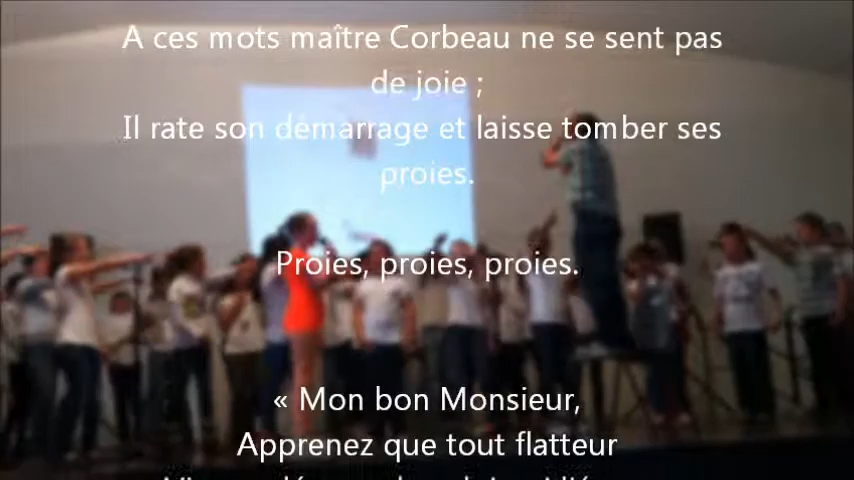 A ces mots maître Corbeau ne se sent pas
de joie ;
Il rate son démarrage et laisse tomber ses
proies.
Proies, proies, proies.
« Mon bon Monsieur,
Apprenez que tout flatteur